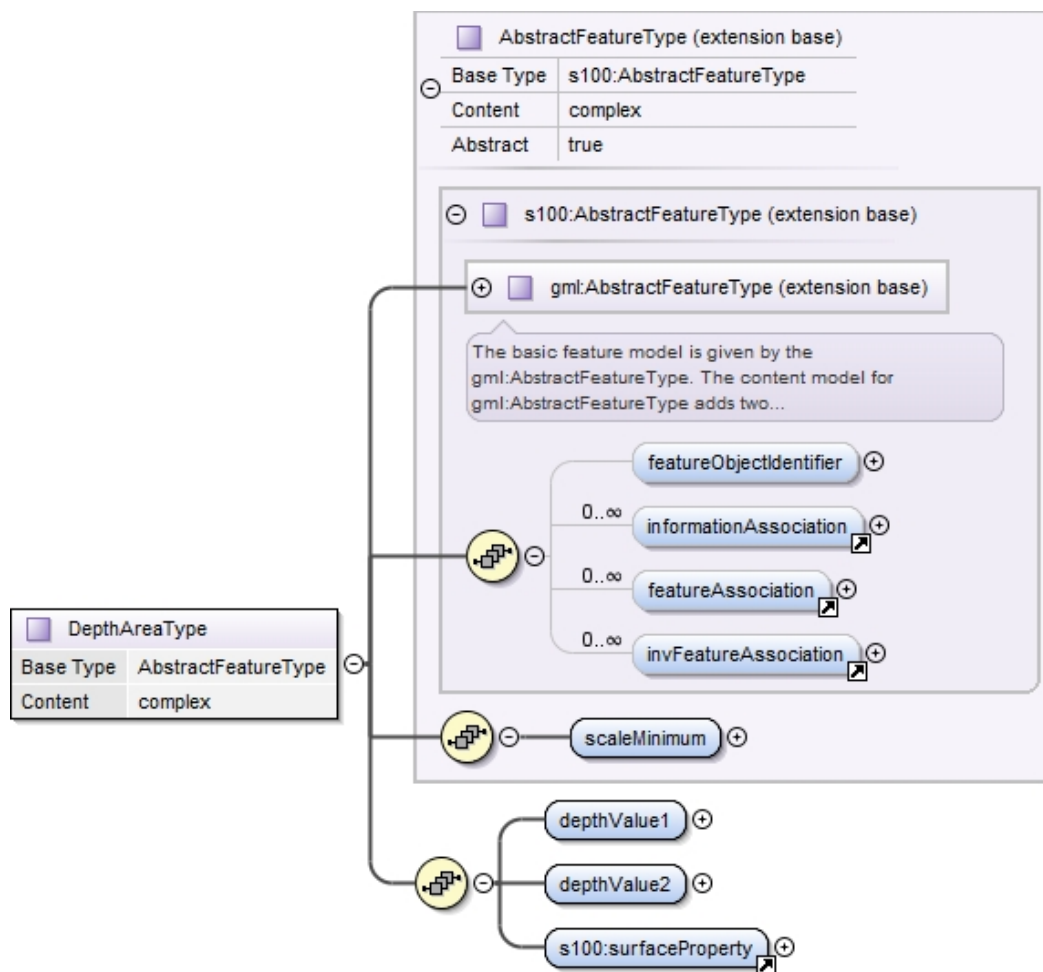 AbstractFeatureType (extension base)
Base Type s100:AbstractFeatureType
Content complex
Abstract true
s100:AbstractFeatureType (extension base)
gml:AbstractFeatureType (extension base)
The basic feature model is given by the
gml:AbstractFeatureType. The content model for
gml:AbstractFeatureType adds two...
featureObjectIdentifier
0..∞ informationAssociation
0..∞ featureAssociation
0..∞ invFeatureAssociation
DepthAreaType
Base Type AbstractFeatureType
Content complex
scaleMinimum
depthValue1
depthValue2
s100:surfaceProperty